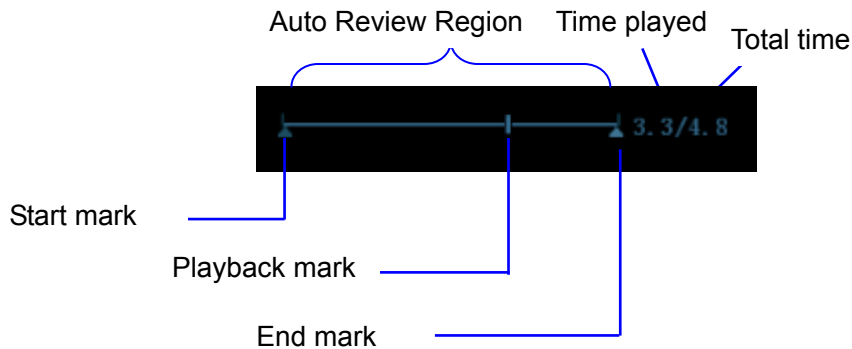 Auto Review Region
Time played
Total time
3.3/4.8
Start mark
Playback mark
End mark